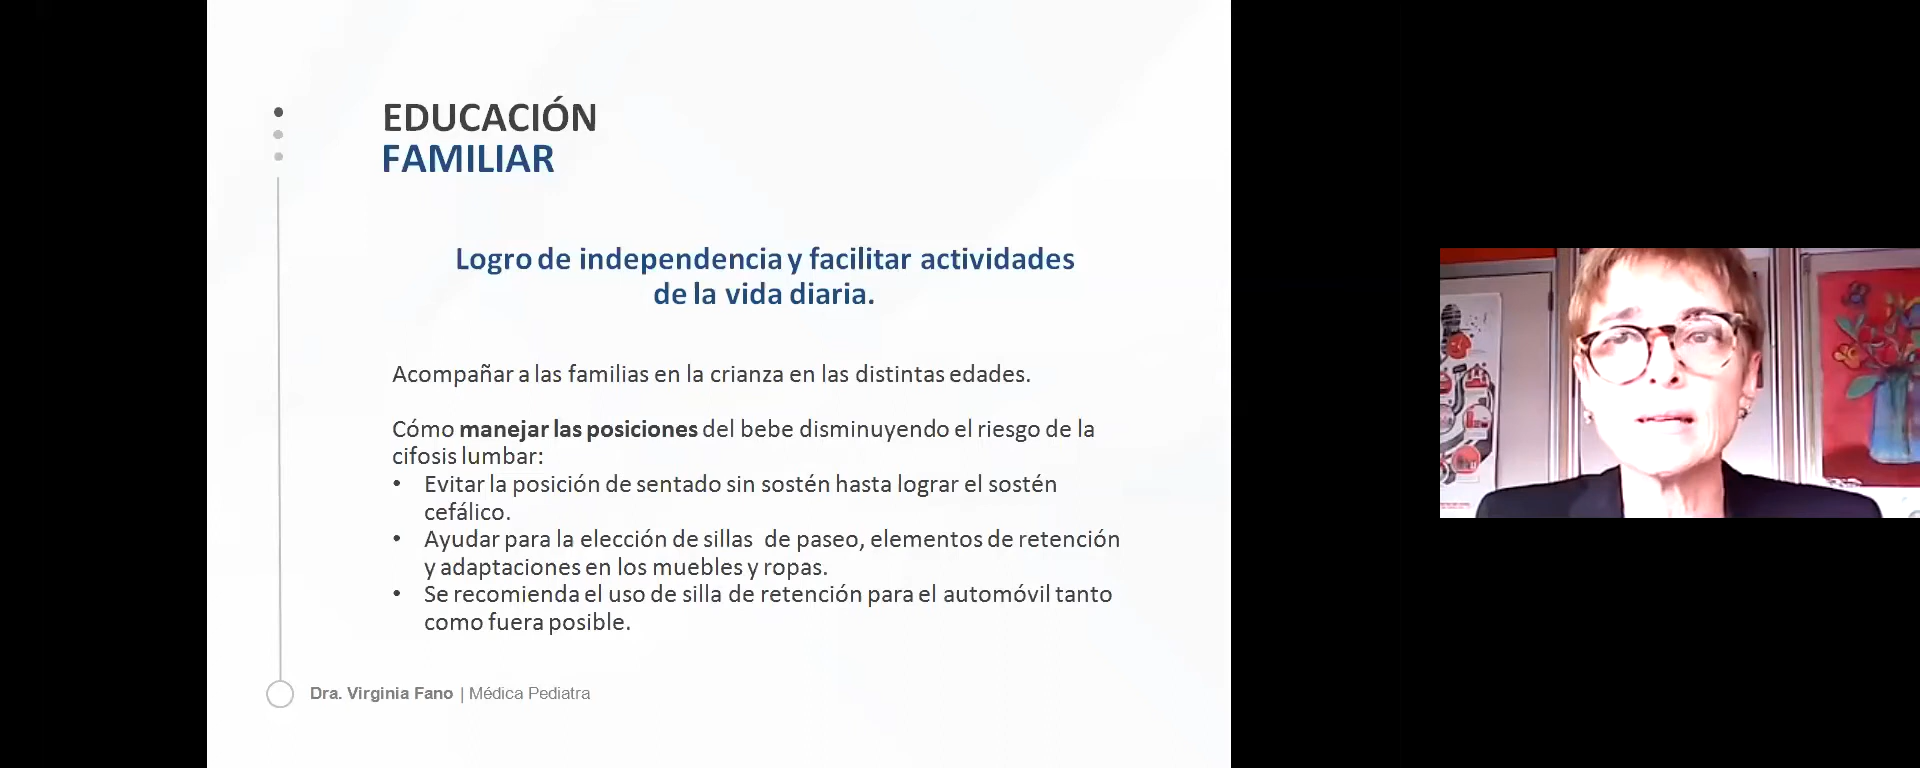 EDUCACIÓN
FAMILIAR
Logro de independencia y facilitar actividades
de la vida diaria.
Acompañar a las familias en la crianza en las distintas edades.
Cómo manejar las posiciones del bebe disminuyendo el riesgo de la
cifosis lumbar:
• Evitar la posición de sentado sin sostén hasta lograr el sostén
cefálico.
• Ayudar para la elección de sillas de paseo, elementos de retención
y adaptaciones en los muebles y ropas.
• Se recomienda el uso de silla de retención para el automóvil tanto
como fuera posible.
Dra. Virginia Fano | Médica Pediatra